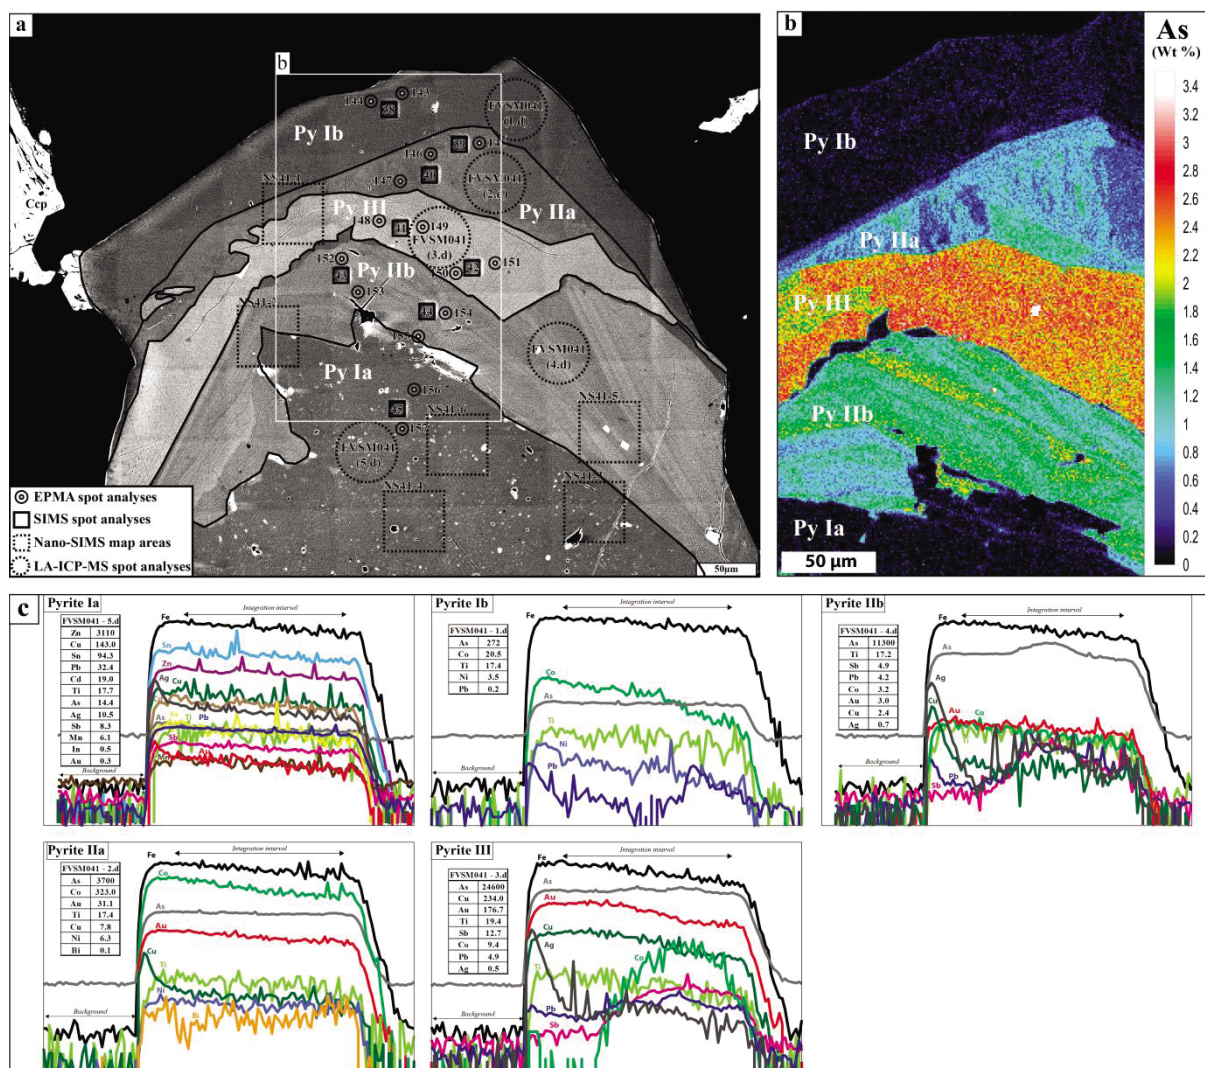 a
b
144
143
38
Py Ib
FVSM041
(1.d)
39
146
40
147
FVSM041
(2.d)
NS41-1
Py III
Py IIa
Ccp
148
41
149
FVSM041
(3.d)
152
Py IIb
42
151
153
154
FVSM041
(4.d)
Py Ia
156
45
NS41-6
NS41-5
157
FVSM041
(5.d)
NS41-4
EPMA spot analyses
SIMS spot analyses
Nano-SIMS map areas
LA-ICP-MS spot analyses
50µm
b
As
(Wt %)
Py Ib
Py IIa
Py III
Py IIb
Py Ia
50 µm
3.4
3.2
3
2.8
2.6
2.4
2.2
2
1.8
1.6
1.4
1.2
1
0.8
0.6
0.4
0.2
0
c
Pyrite Ia
FVSM041 - 5.d
Zn 3110
Cu 143.0
Sn 94.3
Pb 32.4
Cd 19.0
Ti 17.7
As 14.4
Ag 10.5
Sb 8.3
Mn 6.1
In 0.5
Au 0.3
Integration interval
Fe
Sn
Zn
Ag
Cu
As
In
Ti
Pb
Sb
Mn
Au
Background
Pyrite Ib
FVSM041 - 1.d
As 272
Co 20.5
Ti 17.4
Ni 3.5
Pb 0.2
Integration interval
Fe
Co
As
Ti
Ni
Pb
Background
Pyrite IIb
FVSM041 - 4.d
As 11300
Ti 17.2
Sb 4.9
Pb 4.2
Co 3.2
Au 3.0
Cu 2.4
Ag 0.7
Integration interval
Fe
As
Ag
Cu
Au
Co
Pb
Sb
Background
Pyrite IIa
FVSM041 - 2.d
As 3700
Co 323.0
Au 31.1
Ti 17.4
Cu 7.8
Ni 6.3
Bi 0.1
Integration interval
Fe
Co
As
Au
Cu
Ti
Ni
Bi
Background
Pyrite III
FVSM041 - 3.d
As 24600
Cu 234.0
Au 176.7
Ti 19.4
Sb 12.7
Co 9.4
Pb 4.9
Ag 0.5
Integration interval
Fe
As
Au
Cu
Ag
Co
Ti
Pb
Sb
Background